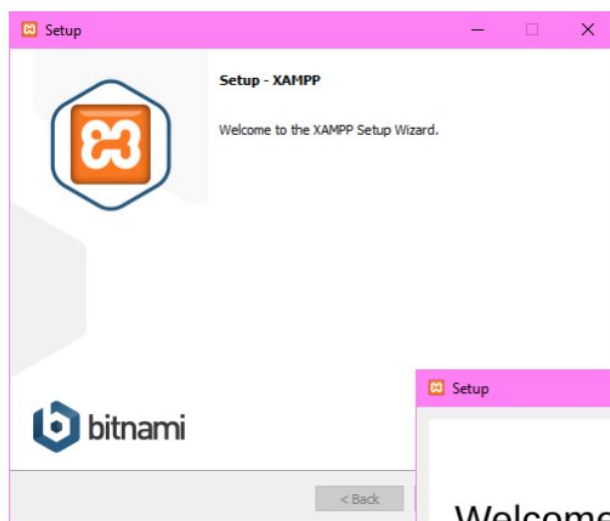 Setup
Setup - XAMPP
Welcome to the XAMPP Setup Wizard.
bitnami
< Back
Setup
Welcome